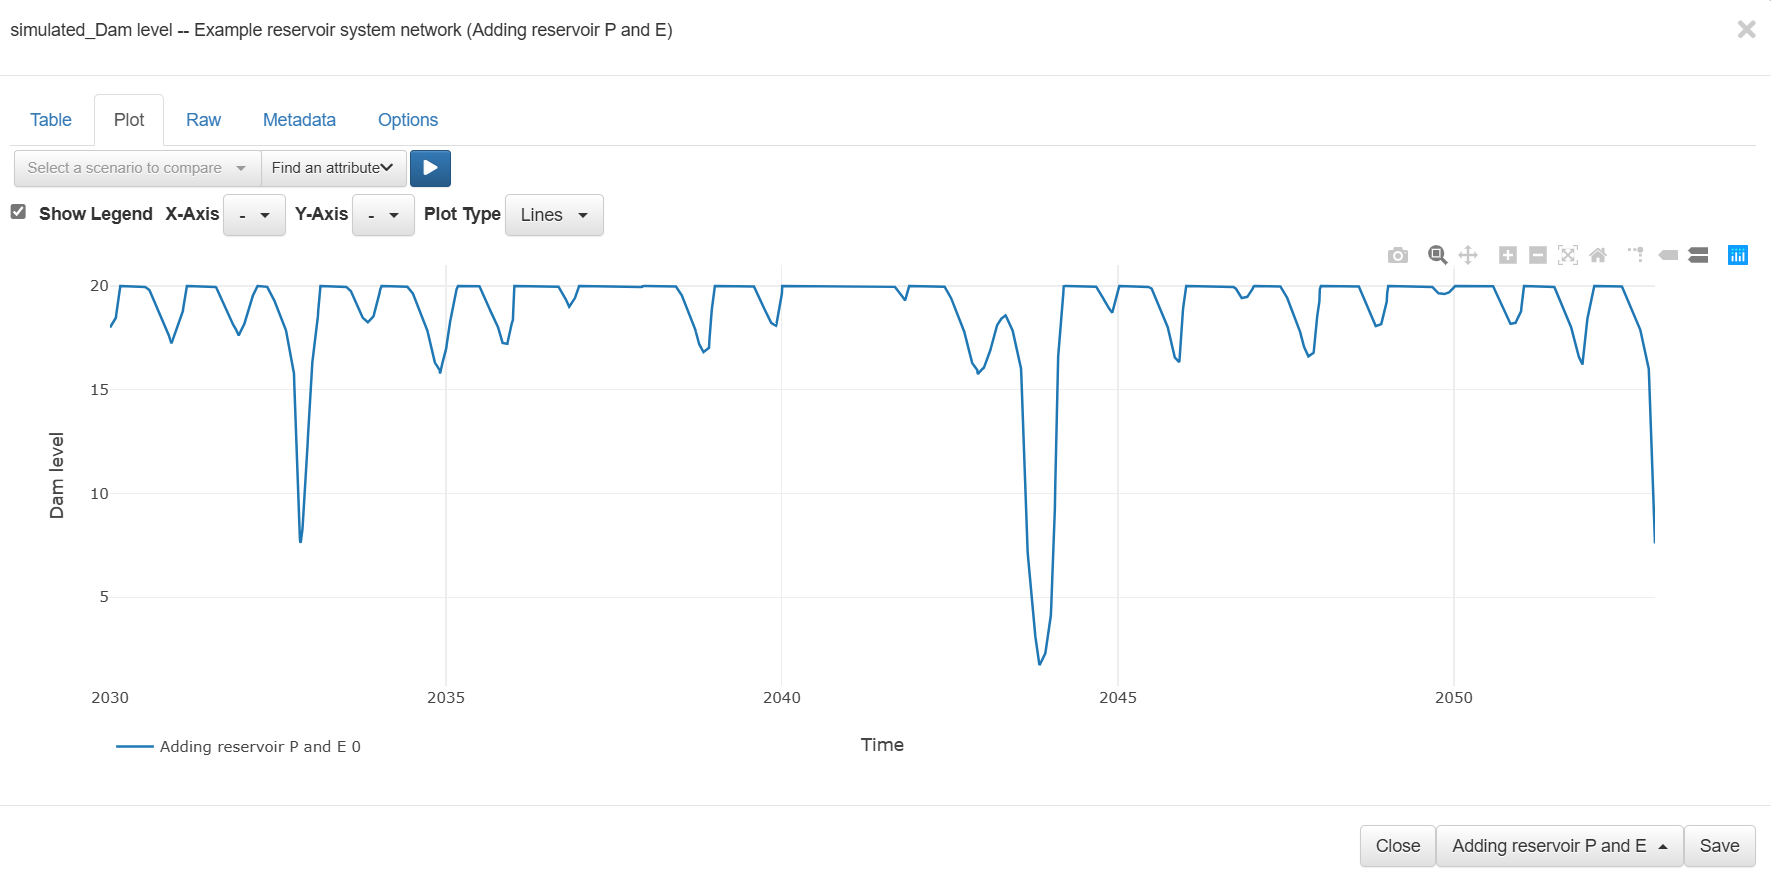 simulated_Dam level -- Example reservoir system network (Adding reservoir P and E)
Table Plot Raw Metadata Options
Select a scenario to compare Find an attribute
Show Legend X-Axis - Y-Axis - Plot Type Lines
20
15
10
5
Dam level
2030 2035 2040 2045 2050
Adding reservoir P and E 0
Time
Close Adding reservoir P and E Save